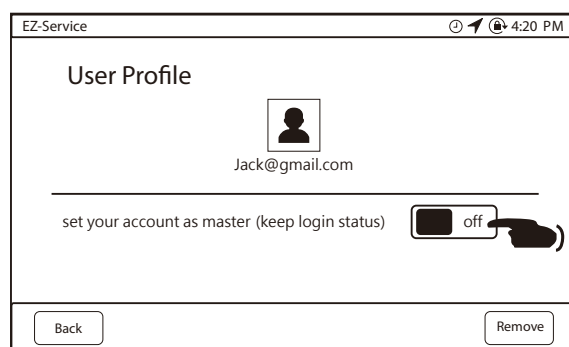 EZ-Service 4:20 PM
User Profile
Jack@gmail.com
set your account as master (keep login status) off
Back Remove